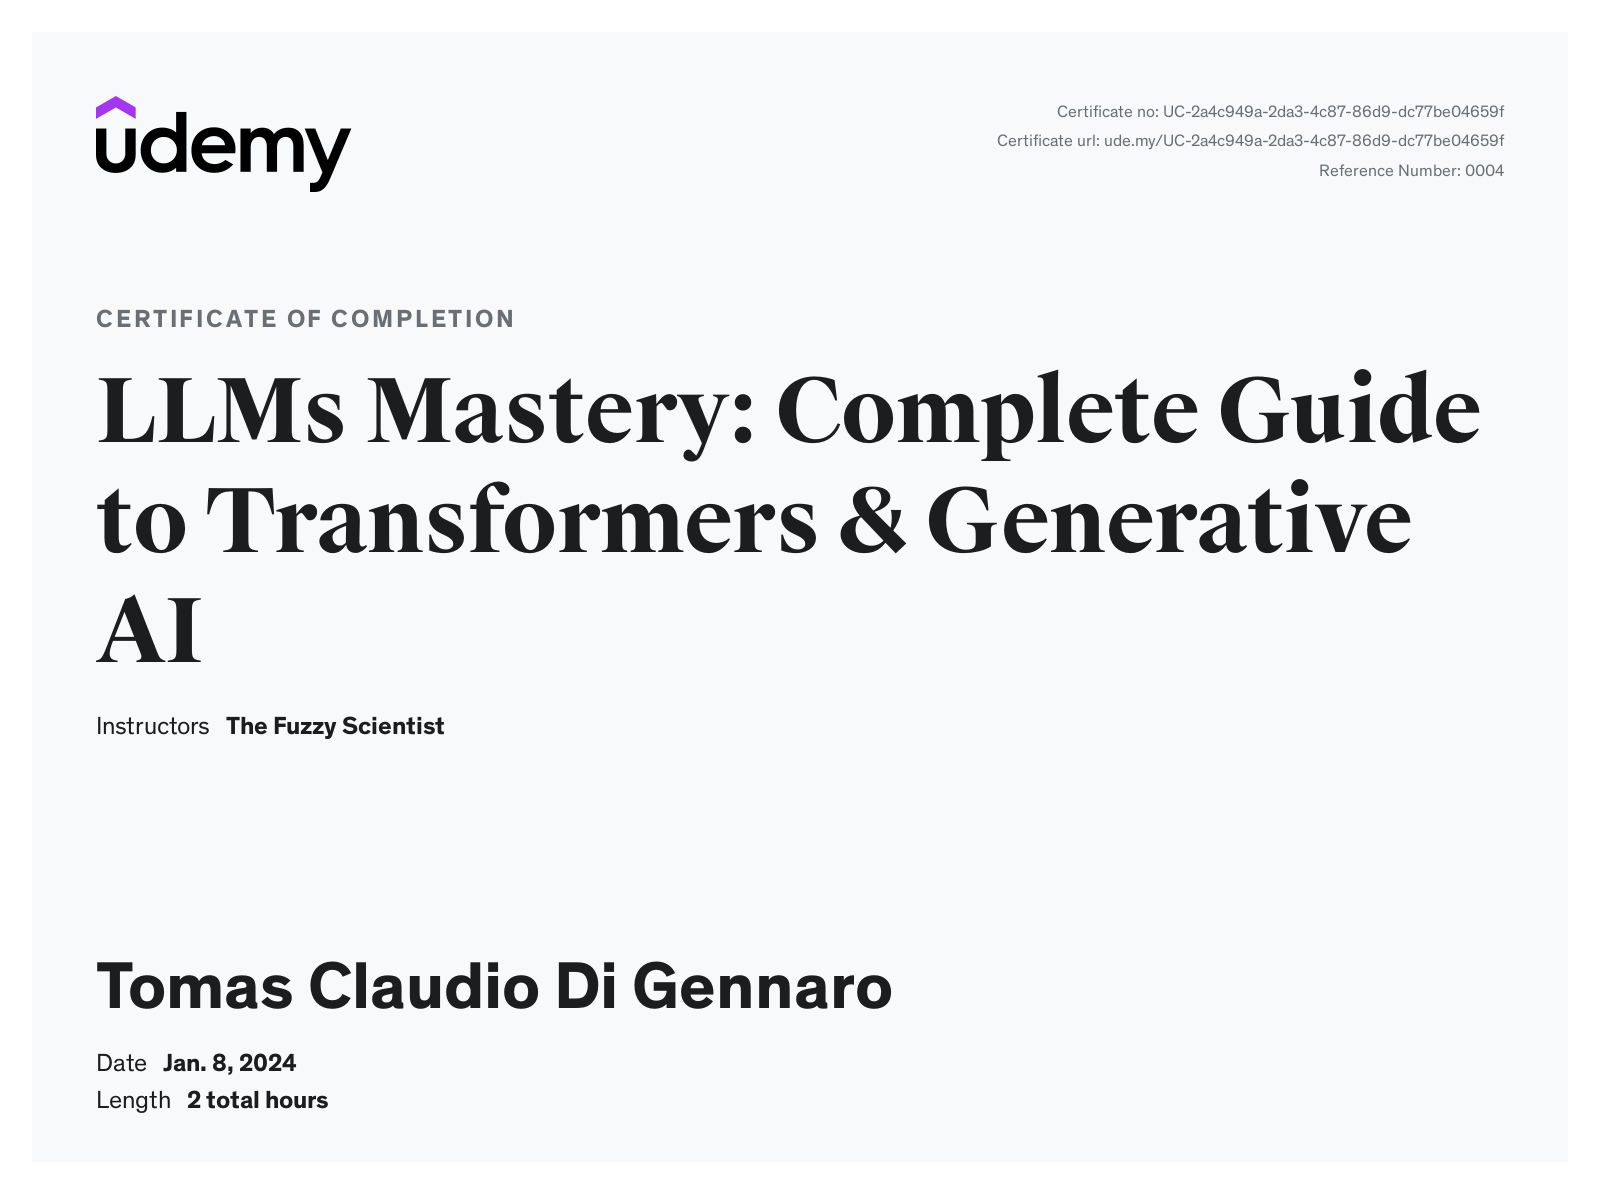 udemy
Certificate no: UC-2a4c949a-2da3-4c87-86d9-dc77be04659f
Certificate url: ude.my/UC-2a4c949a-2da3-4c87-86d9-dc77be04659f
Reference Number: 0004
CERTIFICATE OF COMPLETION
LLMs Mastery: Complete Guide
to Transformers & Generative
AI
Instructors The Fuzzy Scientist
Tomas Claudio Di Gennaro
Date Jan. 8, 2024
Length 2 total hours